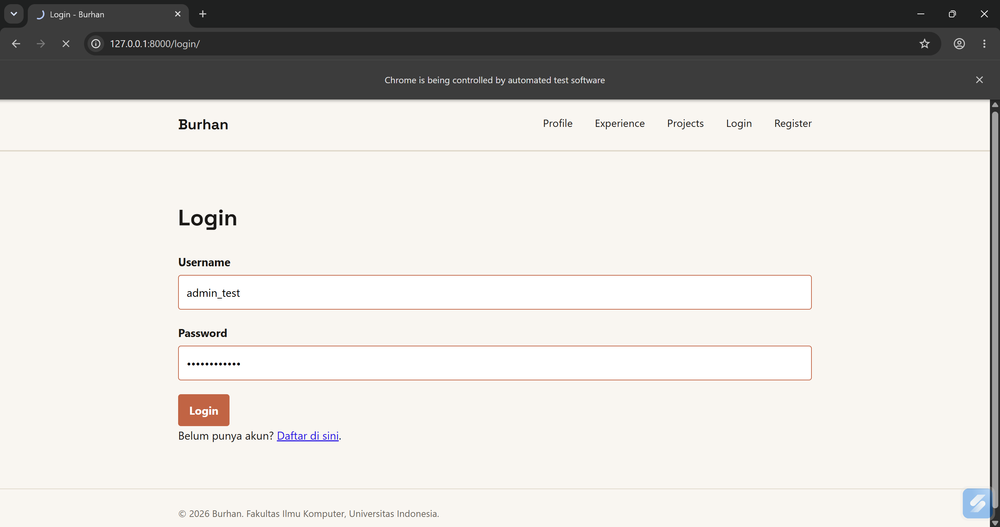 Login - Burhan
127.0.0.1:8000/login/
Chrome is being controlled by automated test software
Burhan
Profile Experience Projects Login Register
Login
Username
admin_test
Password
••••••••••••
Login
Belum punya akun? Daftar di sini.
© 2026 Burhan. Fakultas Ilmu Komputer, Universitas Indonesia.